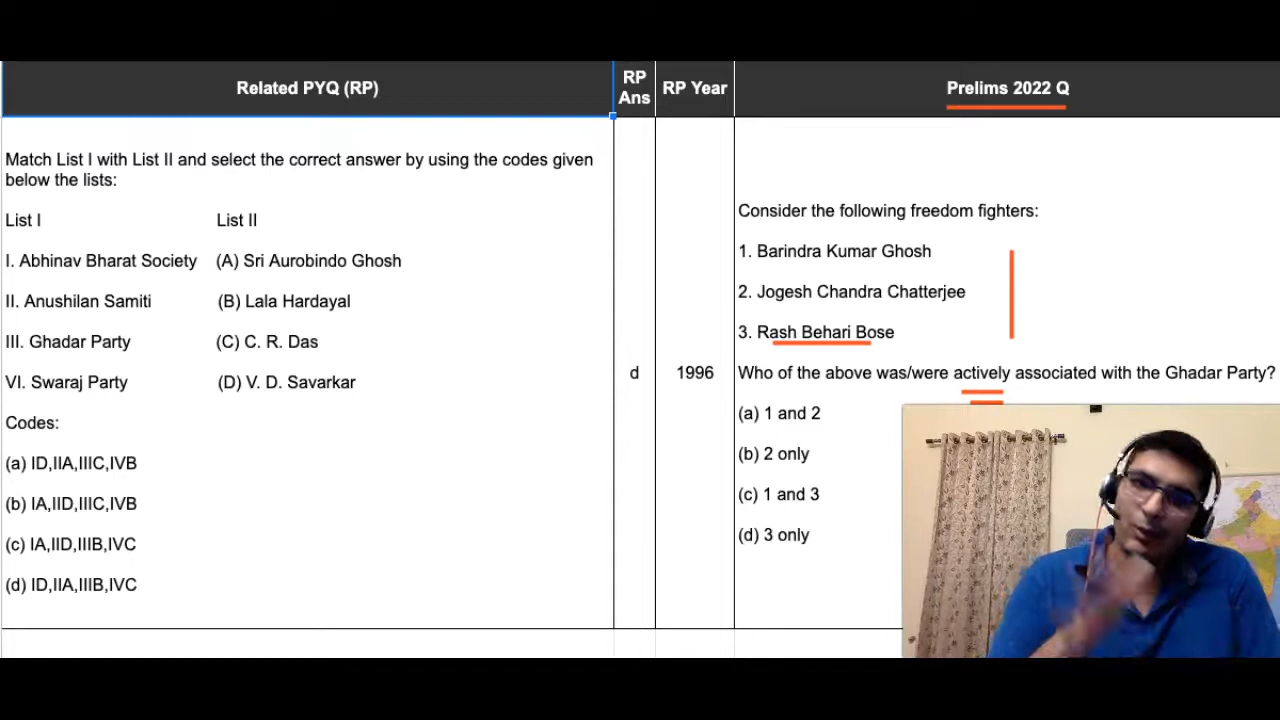 Related PYQ (RP)
RP
Ans
RP Year
Prelims 2022 Q
Match List I with List II and select the correct answer by using the codes given
below the lists:
List I List II
I. Abhinav Bharat Society (A) Sri Aurobindo Ghosh
II. Anushilan Samiti (B) Lala Hardayal
III. Ghadar Party (C) C. R. Das
VI. Swaraj Party (D) V. D. Savarkar
Codes:
(a) ID,IIA,IIIC,IVB
(b) IA,IID,IIIC,IVB
(c) IA,IID,IIIB,IVC
(d) ID,IIA,IIIB,IVC
d
1996
Consider the following freedom fighters:
1. Barindra Kumar Ghosh
2. Jogesh Chandra Chatterjee
3. Rash Behari Bose
Who of the above was/were actively associated with the Ghadar Party?
(a) 1 and 2
(b) 2 only
(c) 1 and 3
(d) 3 only